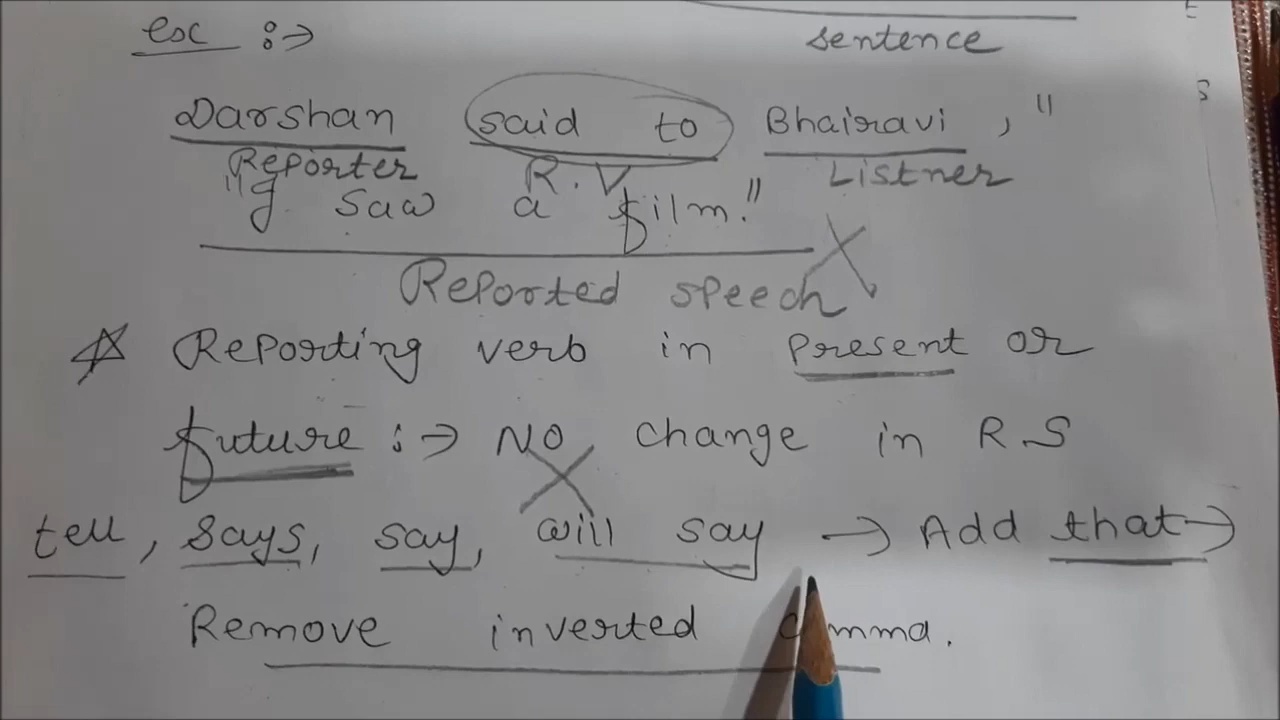 esc :→
sentence
Darshan said to Bhairavi , "
Reporter R.V Listner
"I saw a film."
Reported speech
☆ Reporting verb in present or
future :→ No change in R S
tell, says, say, will say → Add that →
Remove inverted comma.